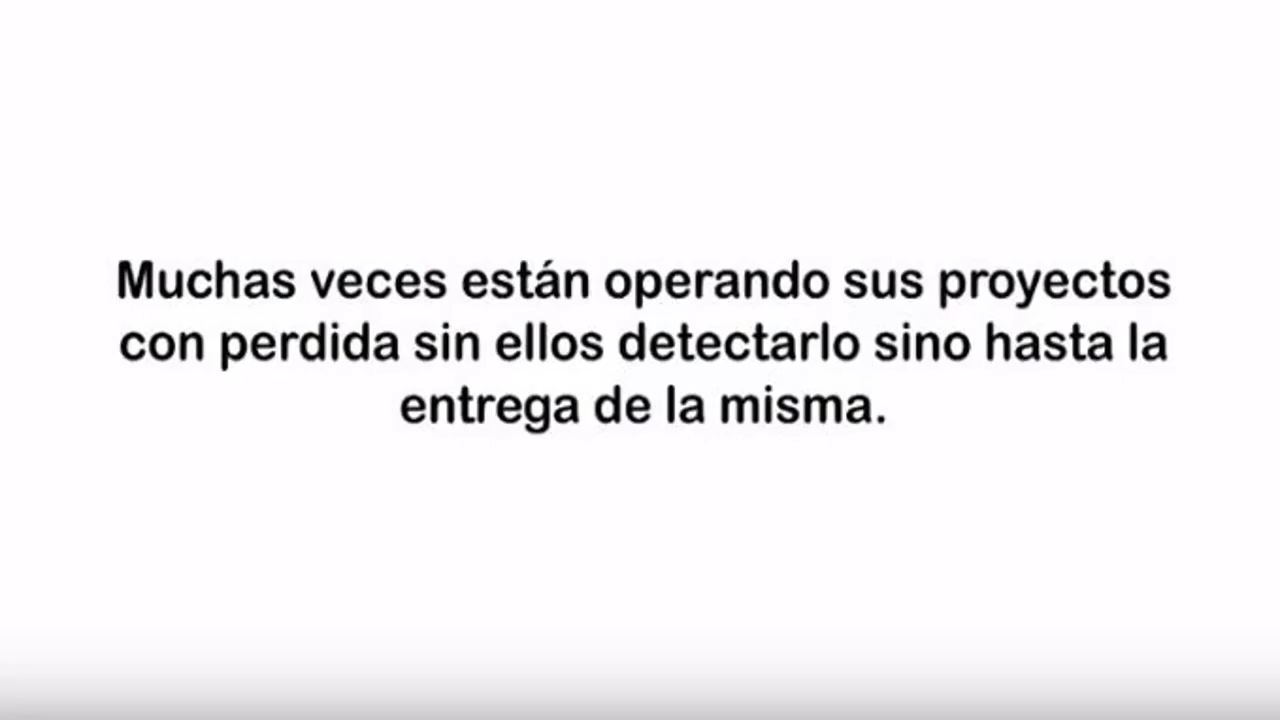 Muchas veces están operando sus proyectos
con perdida sin ellos detectarlo sino hasta la
entrega de la misma.